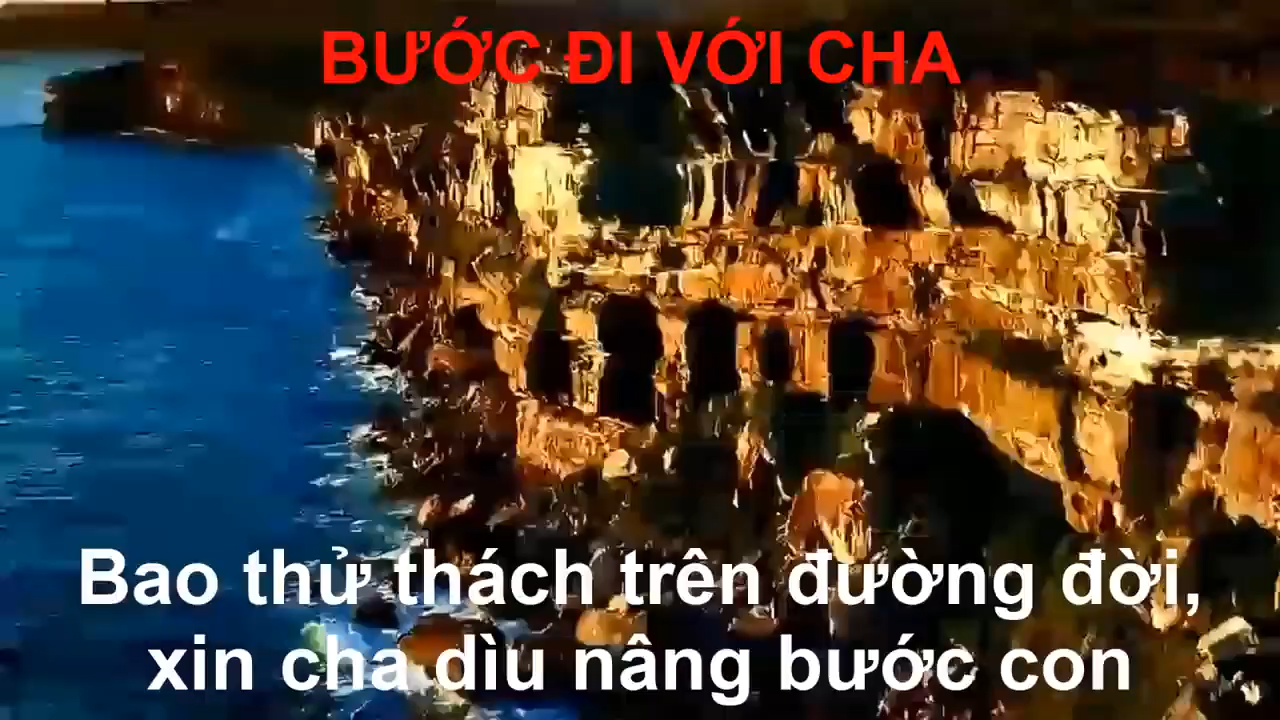 BƯỚC ĐI VỚI CHA
Bao thử thách trên đường đời,
xin cha dìu nâng bước con